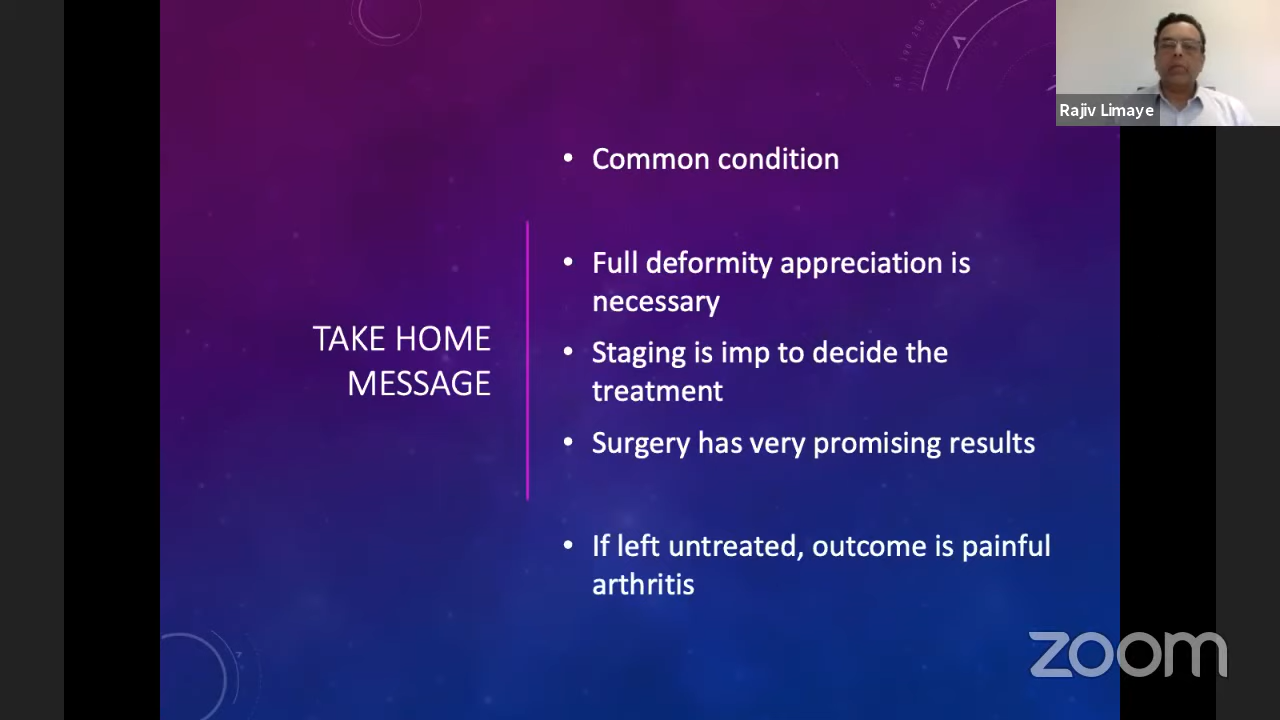 Rajiv Limaye
TAKE HOME
MESSAGE
• Common condition
• Full deformity appreciation is
necessary
• Staging is imp to decide the
treatment
• Surgery has very promising results
• If left untreated, outcome is painful
arthritis
zoom